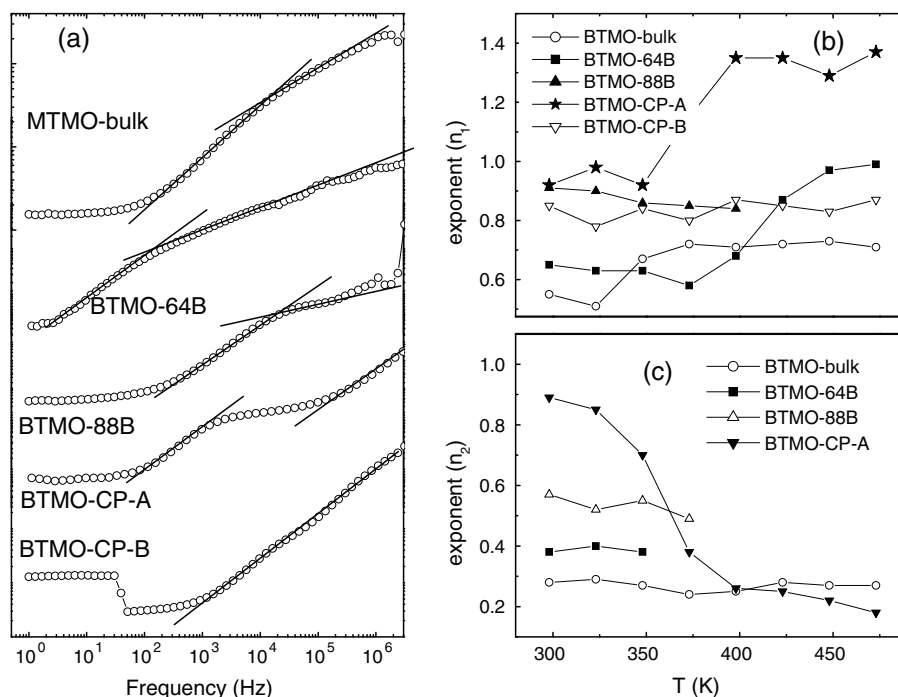 (a)
MTMO-bulk
BTMO-64B
BTMO-88B
BTMO-CP-A
BTMO-CP-B
10^0 10^1 10^2 10^3 10^4 10^5 10^6
Frequency (Hz)
(b)
BTMO-bulk
BTMO-64B
BTMO-88B
BTMO-CP-A
BTMO-CP-B
1.4
1.2
1.0
0.8
0.6
exponent (n_1)
(c)
BTMO-bulk
BTMO-64B
BTMO-88B
BTMO-CP-A
1.0
0.8
0.6
0.4
0.2
exponent (n_2)
300 350 400 450
T (K)